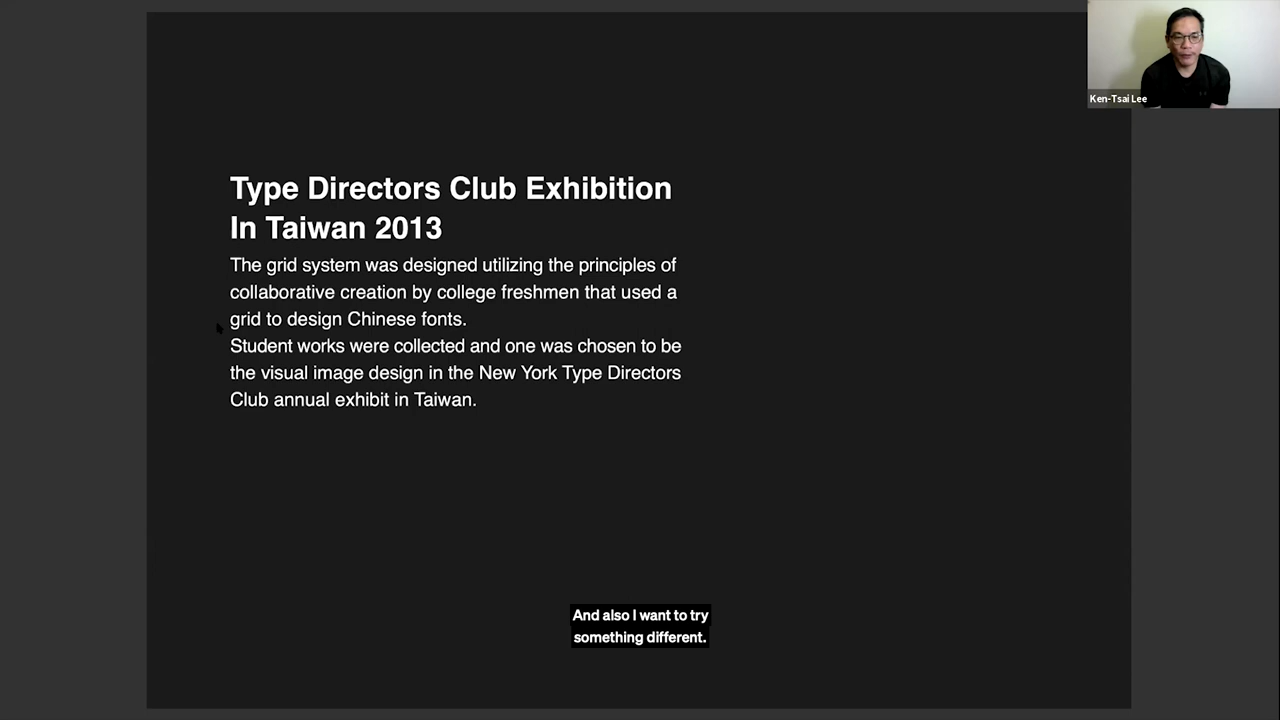 Ken-Tsai Lee
Type Directors Club Exhibition
In Taiwan 2013
The grid system was designed utilizing the principles of
collaborative creation by college freshmen that used a
grid to design Chinese fonts.
Student works were collected and one was chosen to be
the visual image design in the New York Type Directors
Club annual exhibit in Taiwan.
And also I want to try
something different.